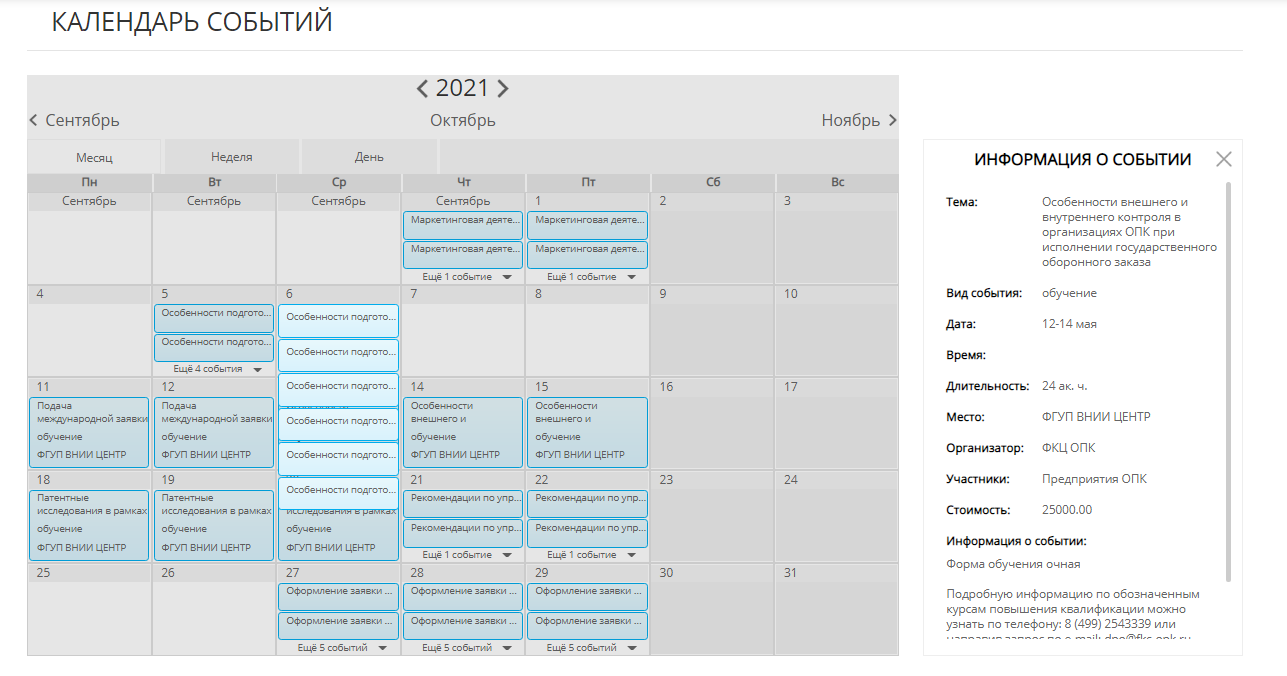 КАЛЕНДАРЬ СОБЫТИЙ
2021
Сентябрь
Октябрь
Ноябрь
Месяц
Неделя
День
Пн
Вт
Ср
Чт
Пт
Сб
Вс
Сентябрь
Сентябрь
Сентябрь
Сентябрь
Маркетинговая деяте...
Маркетинговая деяте...
Ещё 1 событие
1
Маркетинговая деяте...
Маркетинговая деяте...
Ещё 1 событие
2
3
4
5
Особенности подгото...
Особенности подгото...
Ещё 4 события
6
Особенности подгото...
Особенности подгото...
Особенности подгото...
Особенности подгото...
Особенности подгото...
Особенности подгото...
7
8
9
10
11
Подача
международной заявки
обучение
ФГУП ВНИИ ЦЕНТР
12
Подача
международной заявки
обучение
ФГУП ВНИИ ЦЕНТР
14
Особенности
внешнего и
обучение
ФГУП ВНИИ ЦЕНТР
15
Особенности
внешнего и
обучение
ФГУП ВНИИ ЦЕНТР
16
17
18
Патентные
исследования в рамках
обучение
ФГУП ВНИИ ЦЕНТР
19
Патентные
исследования в рамках
обучение
ФГУП ВНИИ ЦЕНТР
исследования в рамках
обучение
ФГУП ВНИИ ЦЕНТР
21
Рекомендации по упр...
Рекомендации по упр...
Ещё 1 событие
22
Рекомендации по упр...
Рекомендации по упр...
Ещё 1 событие
23
24
25
26
27
Оформление заявки ...
Оформление заявки ...
Ещё 5 событий
28
Оформление заявки ...
Оформление заявки ...
Ещё 5 событий
29
Оформление заявки ...
Оформление заявки ...
Ещё 5 событий
30
31
ИНФОРМАЦИЯ О СОБЫТИИ
Тема: Особенности внешнего и
внутреннего контроля в
организациях ОПК при
исполнении государственного
оборонного заказа
Вид события: обучение
Дата: 12-14 мая
Время:
Длительность: 24 ак. ч.
Место: ФГУП ВНИИ ЦЕНТР
Организатор: ФКЦ ОПК
Участники: Предприятия ОПК
Стоимость: 25000.00
Информация о событии:
Форма обучения очная
Подробную информацию по обозначенным
курсам повышения квалификации можно
узнать по телефону: 8 (499) 2543339 или
направив запрос по e-mail: dpo@fkc-opk.ru